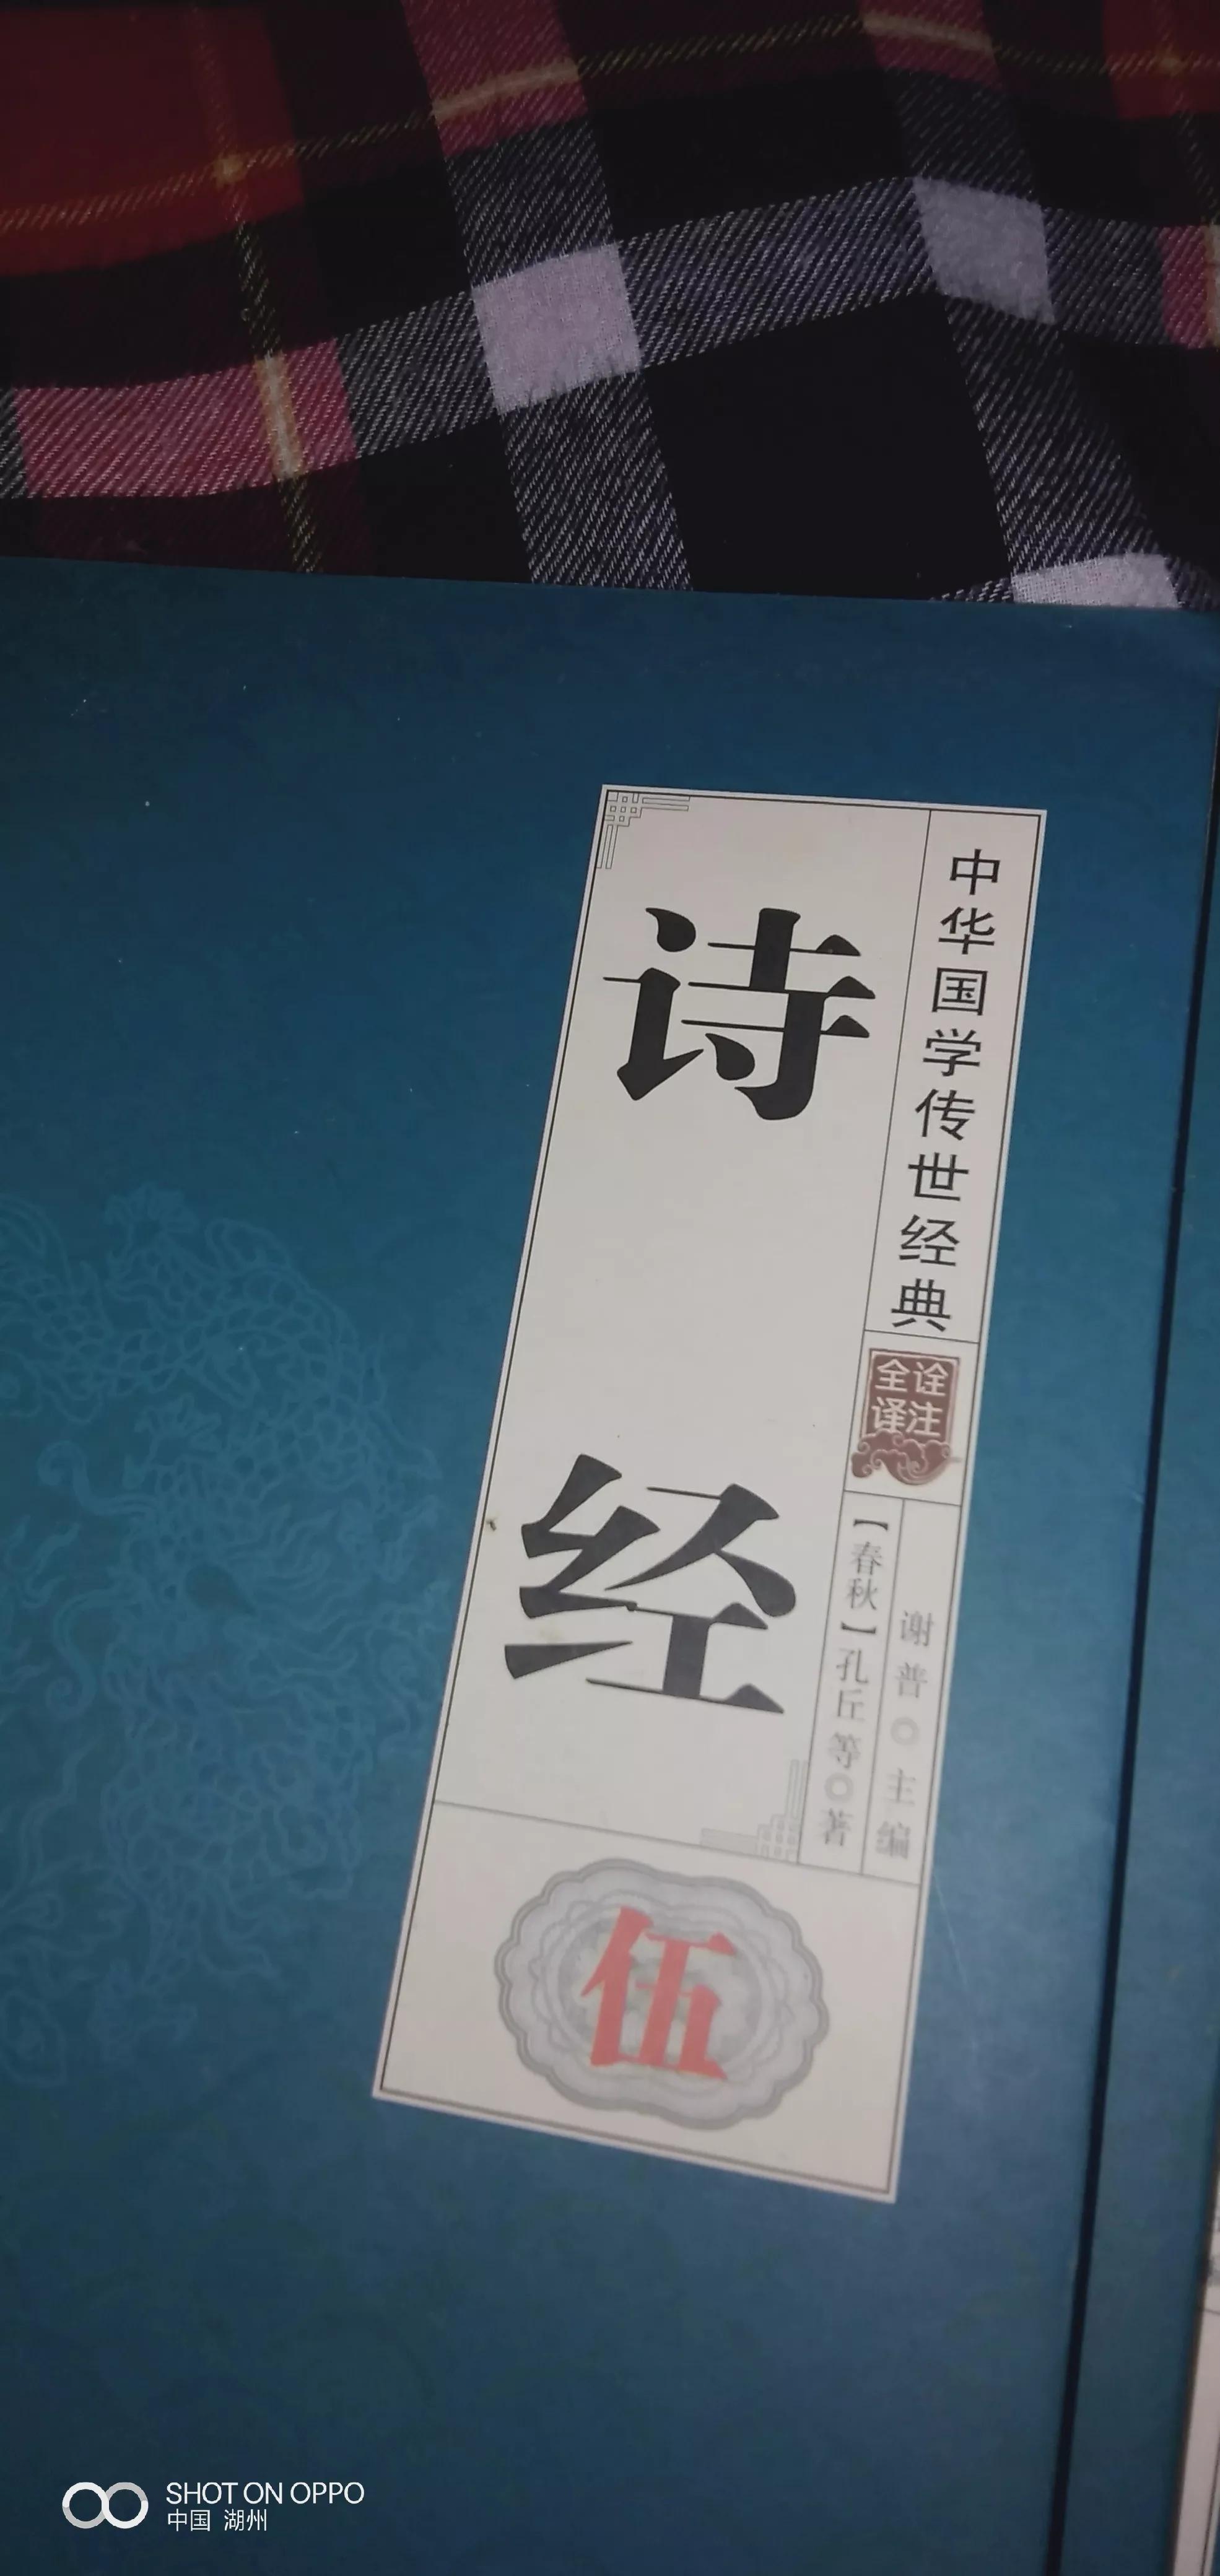 中华国学传世经典
诠注
全译
谢普◎主编
【春秋】孔丘等◎著
诗经
伍
SHOT ON OPPO
中国 湖州